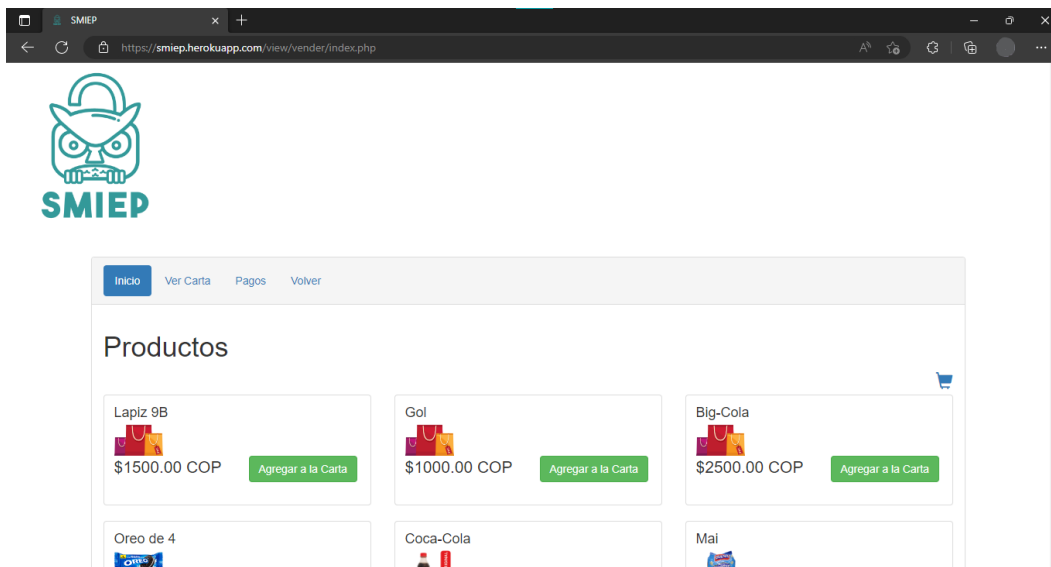 SMIEP
https://smiep.herokuapp.com/view/vender/index.php
SMIEP
Inicio Ver Carta Pagos Volver
Productos
Lapiz 9B Gol Big-Cola
$1500.00 COP Agregar a la Carta $1000.00 COP Agregar a la Carta $2500.00 COP Agregar a la Carta
Oreo de 4 Coca-Cola Mai
OREO